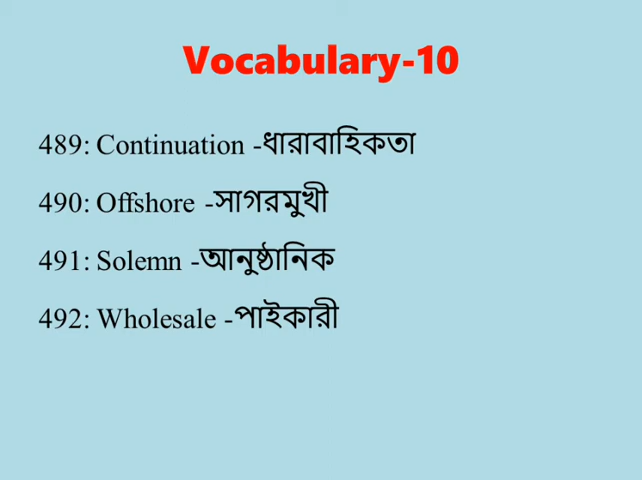 Vocabulary-10
489: Continuation -ধারাবাহিকতা
490: Offshore -সাগরমুখী
491: Solemn -আনুষ্ঠানিক
492: Wholesale -পাইকারী